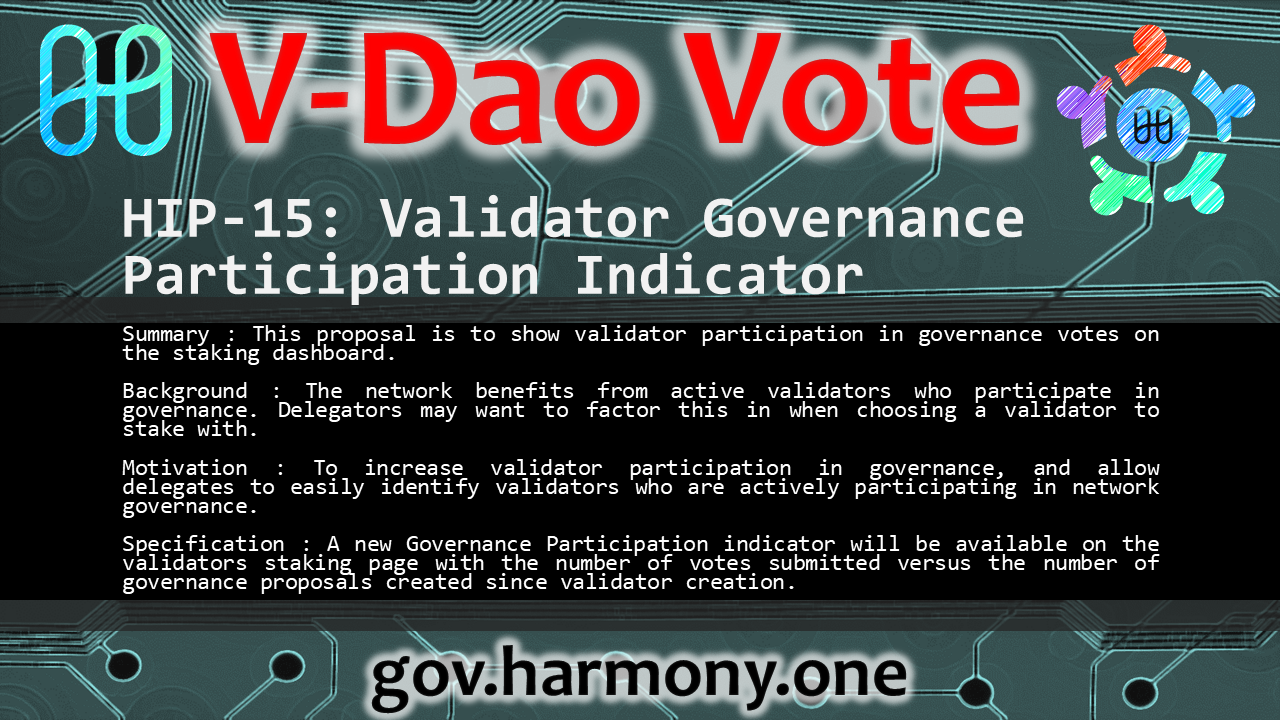 V-Dao Vote
HIP-15: Validator Governance
Participation Indicator
Summary : This proposal is to show validator participation in governance votes on
the staking dashboard.
Background : The network benefits from active validators who participate in
governance. Delegators may want to factor this in when choosing a validator to
stake with.
Motivation : To increase validator participation in governance, and allow
delegates to easily identify validators who are actively participating in network
governance.
Specification : A new Governance Participation indicator will be available on the
validators staking page with the number of votes submitted versus the number of
governance proposals created since validator creation.
gov.harmony.one